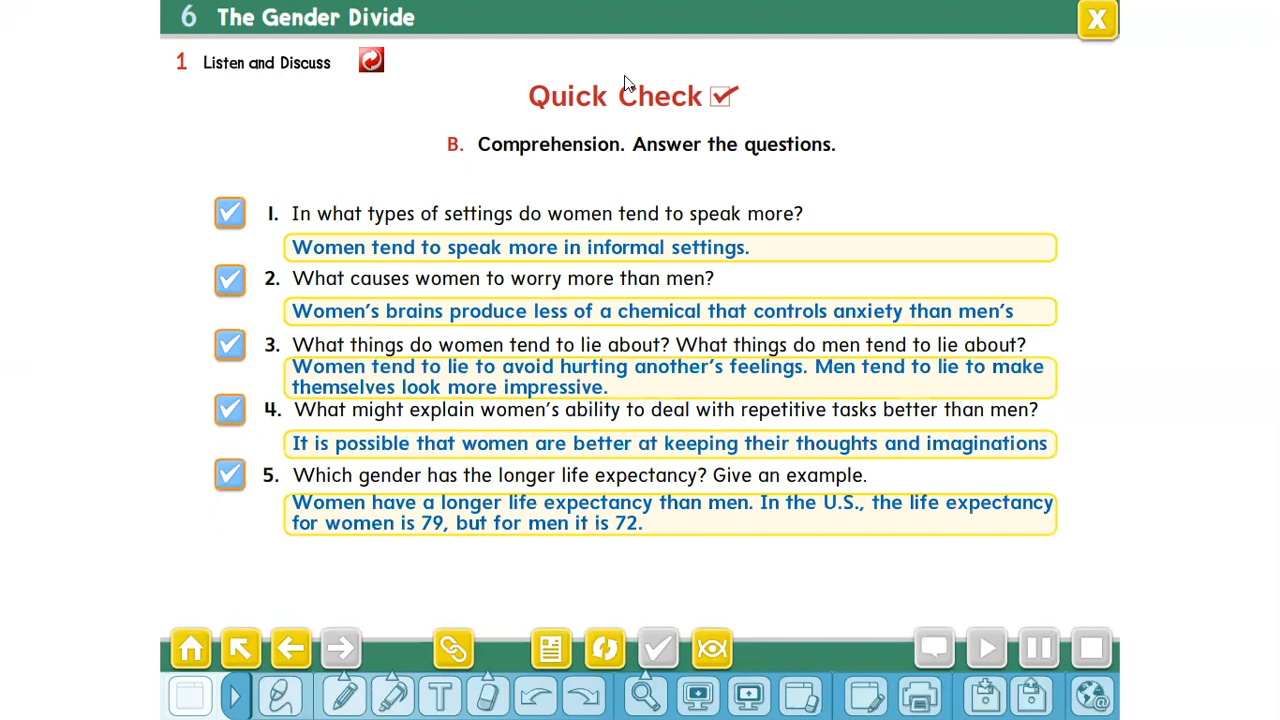 6 The Gender Divide
X
1 Listen and Discuss
Quick Check
B. Comprehension. Answer the questions.
1. In what types of settings do women tend to speak more?
Women tend to speak more in informal settings.
2. What causes women to worry more than men?
Women's brains produce less of a chemical that controls anxiety than men's
3. What things do women tend to lie about? What things do men tend to lie about?
Women tend to lie to avoid hurting another's feelings. Men tend to lie to make
themselves look more impressive.
4. What might explain women's ability to deal with repetitive tasks better than men?
It is possible that women are better at keeping their thoughts and imaginations
5. Which gender has the longer life expectancy? Give an example.
Women have a longer life expectancy than men. In the U.S., the life expectancy
for women is 79, but for men it is 72.
T